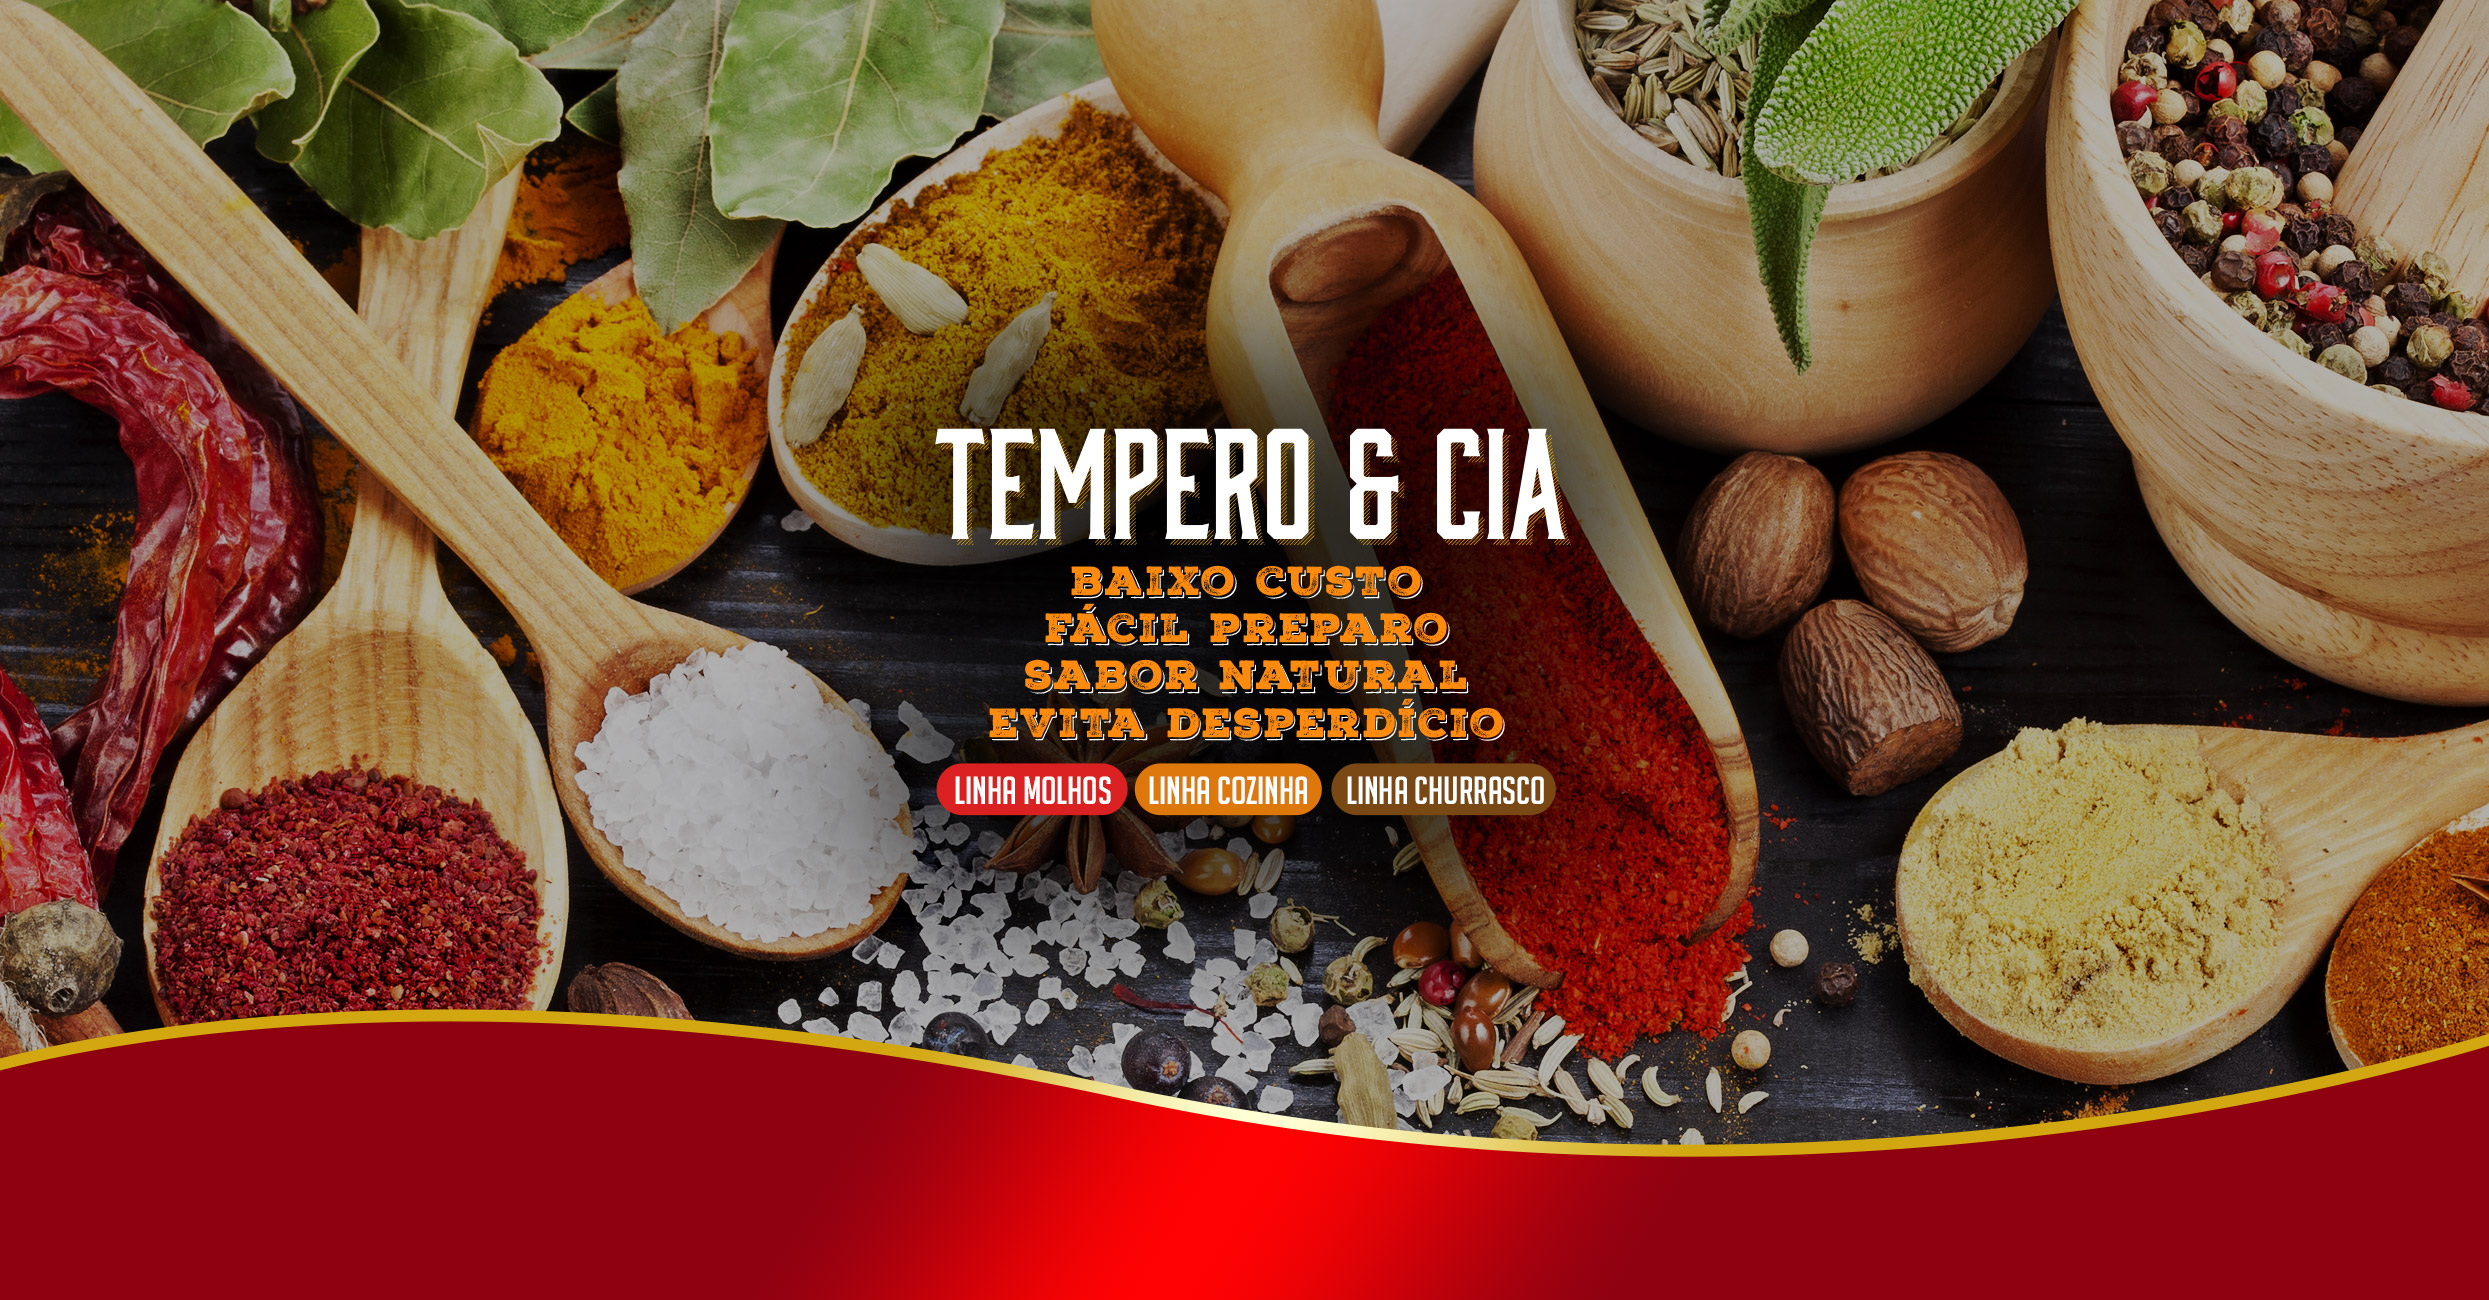 TEMPERO & CIA
BAIXO CUSTO
FÁCIL PREPARO
SABOR NATURAL
EVITA DESPERDÍCIO
LINHA MOLHOS LINHA COZINHA LINHA CHURRASCO